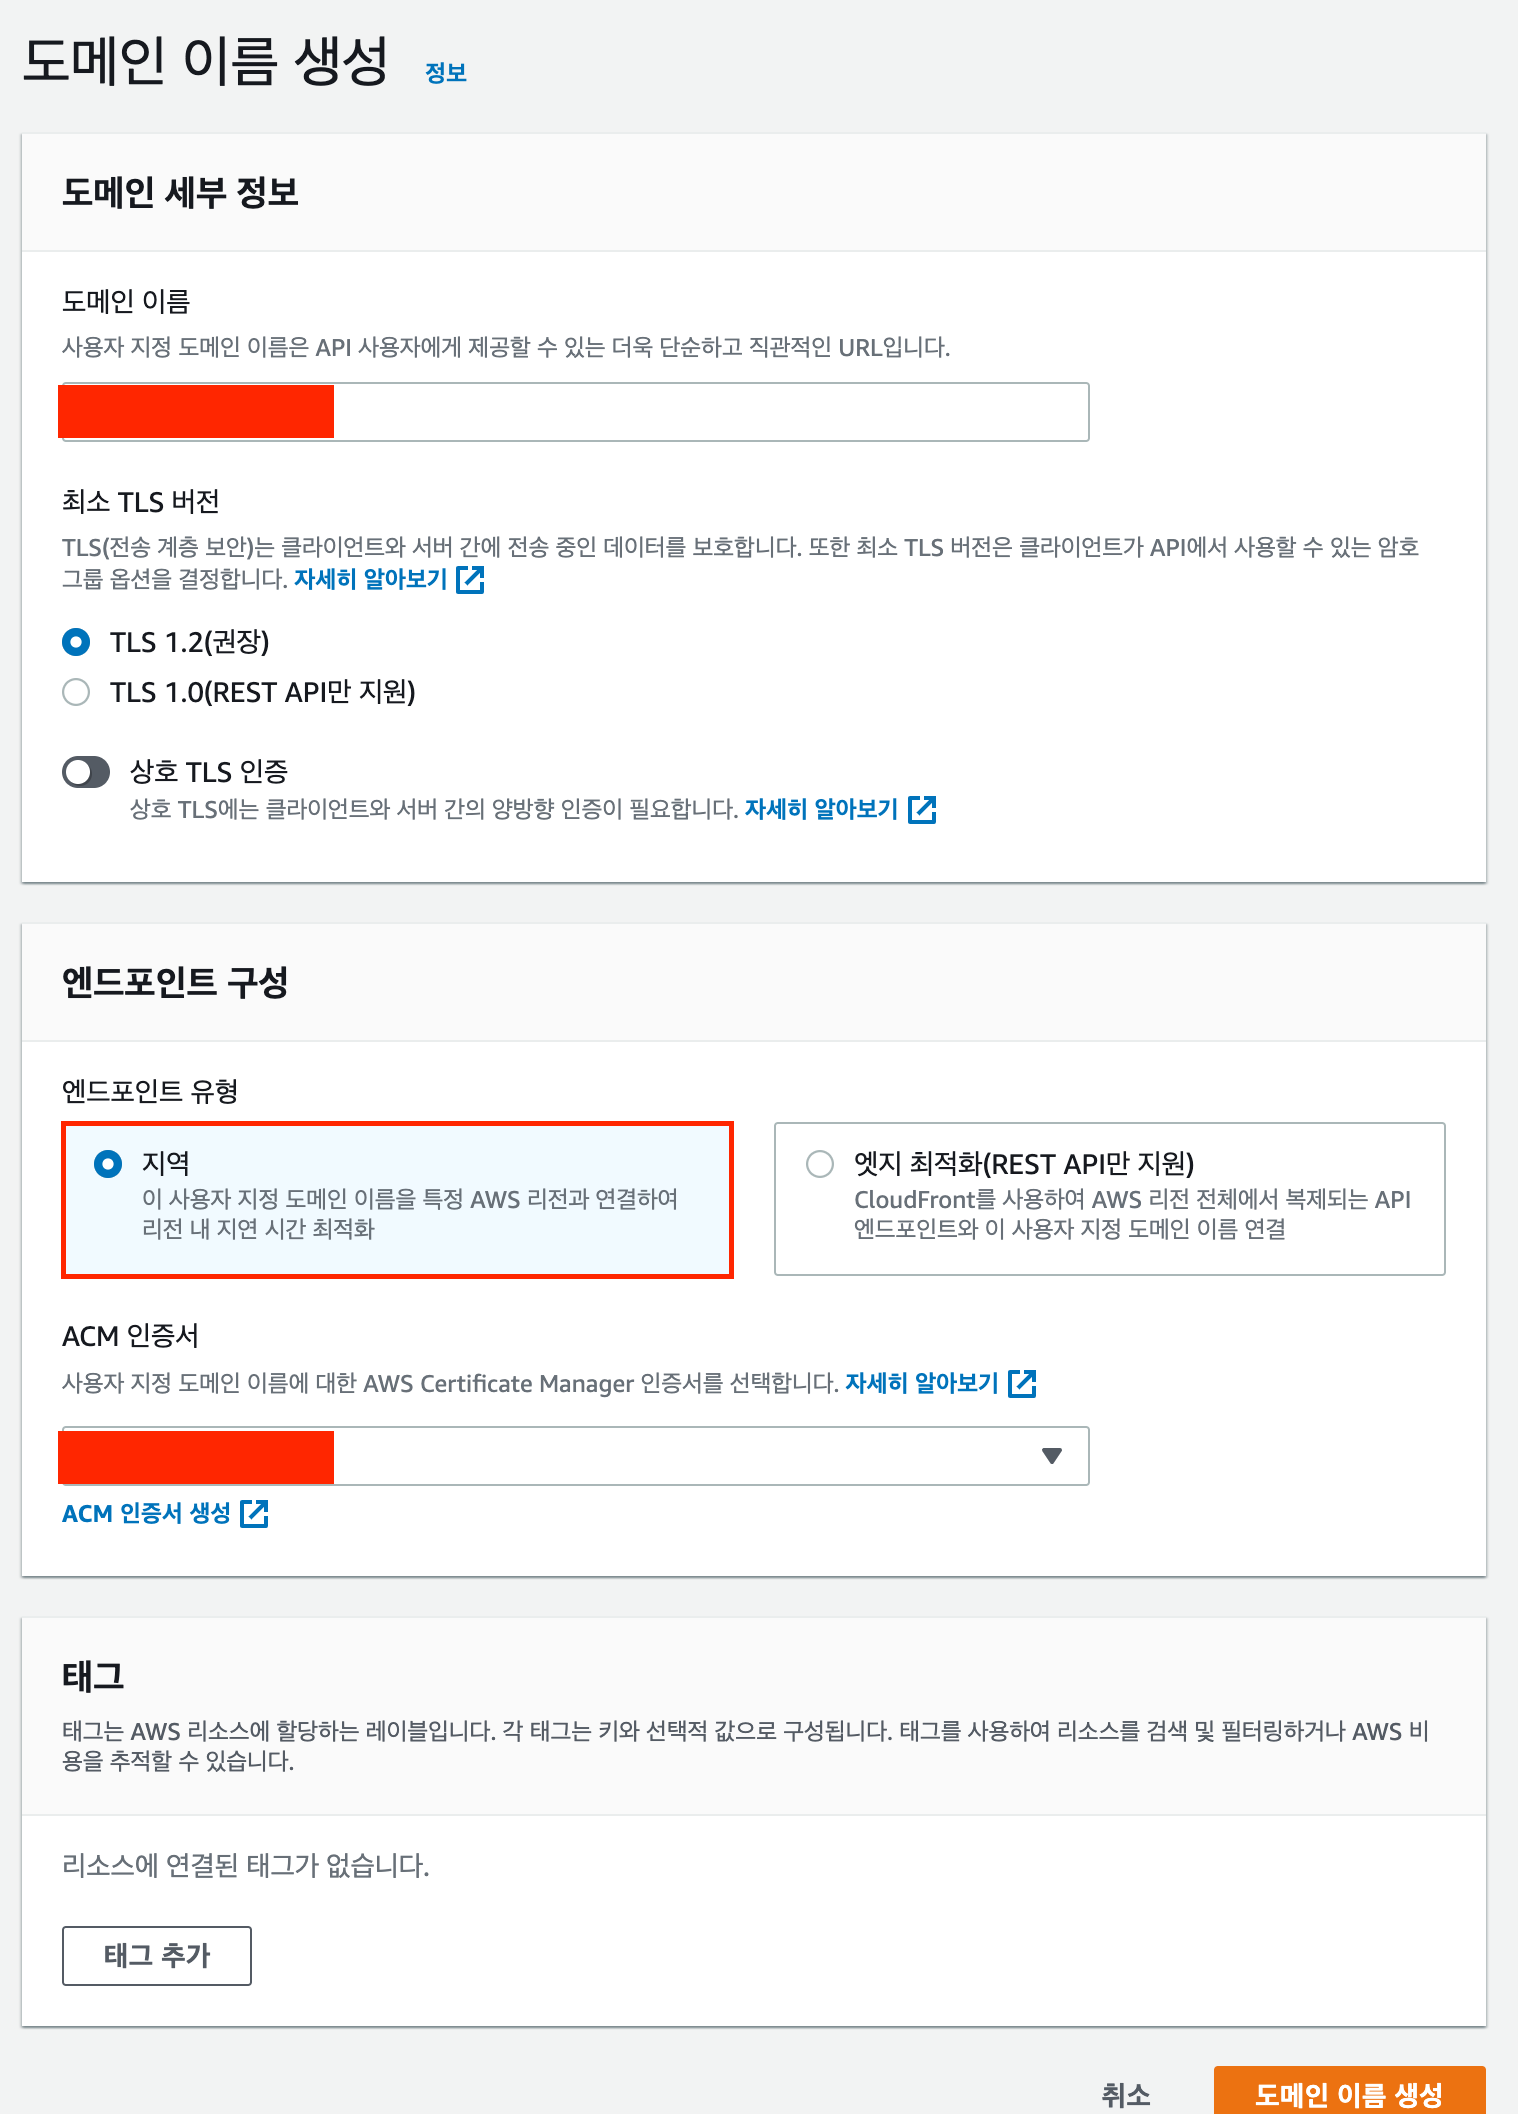 도메인 이름 생성 정보
도메인 세부 정보
도메인 이름
사용자 지정 도메인 이름은 API 사용자에게 제공할 수 있는 더욱 단순하고 직관적인 URL입니다.
최소 TLS 버전
TLS(전송 계층 보안)는 클라이언트와 서버 간에 전송 중인 데이터를 보호합니다. 또한 최소 TLS 버전은 클라이언트가 API에서 사용할 수 있는 암호
그룹 옵션을 결정합니다. 자세히 알아보기
TLS 1.2(권장)
TLS 1.0(REST API만 지원)
상호 TLS 인증
상호 TLS에는 클라이언트와 서버 간의 양방향 인증이 필요합니다. 자세히 알아보기
엔드포인트 구성
엔드포인트 유형
지역
이 사용자 지정 도메인 이름을 특정 AWS 리전과 연결하여
리전 내 지연 시간 최적화
엣지 최적화(REST API만 지원)
CloudFront를 사용하여 AWS 리전 전체에서 복제되는 API
엔드포인트와 이 사용자 지정 도메인 이름 연결
ACM 인증서
사용자 지정 도메인 이름에 대한 AWS Certificate Manager 인증서를 선택합니다. 자세히 알아보기
ACM 인증서 생성
태그
태그는 AWS 리소스에 할당하는 레이블입니다. 각 태그는 키와 선택적 값으로 구성됩니다. 태그를 사용하여 리소스를 검색 및 필터링하거나 AWS 비
용을 추적할 수 있습니다.
리소스에 연결된 태그가 없습니다.
태그 추가
취소 도메인 이름 생성